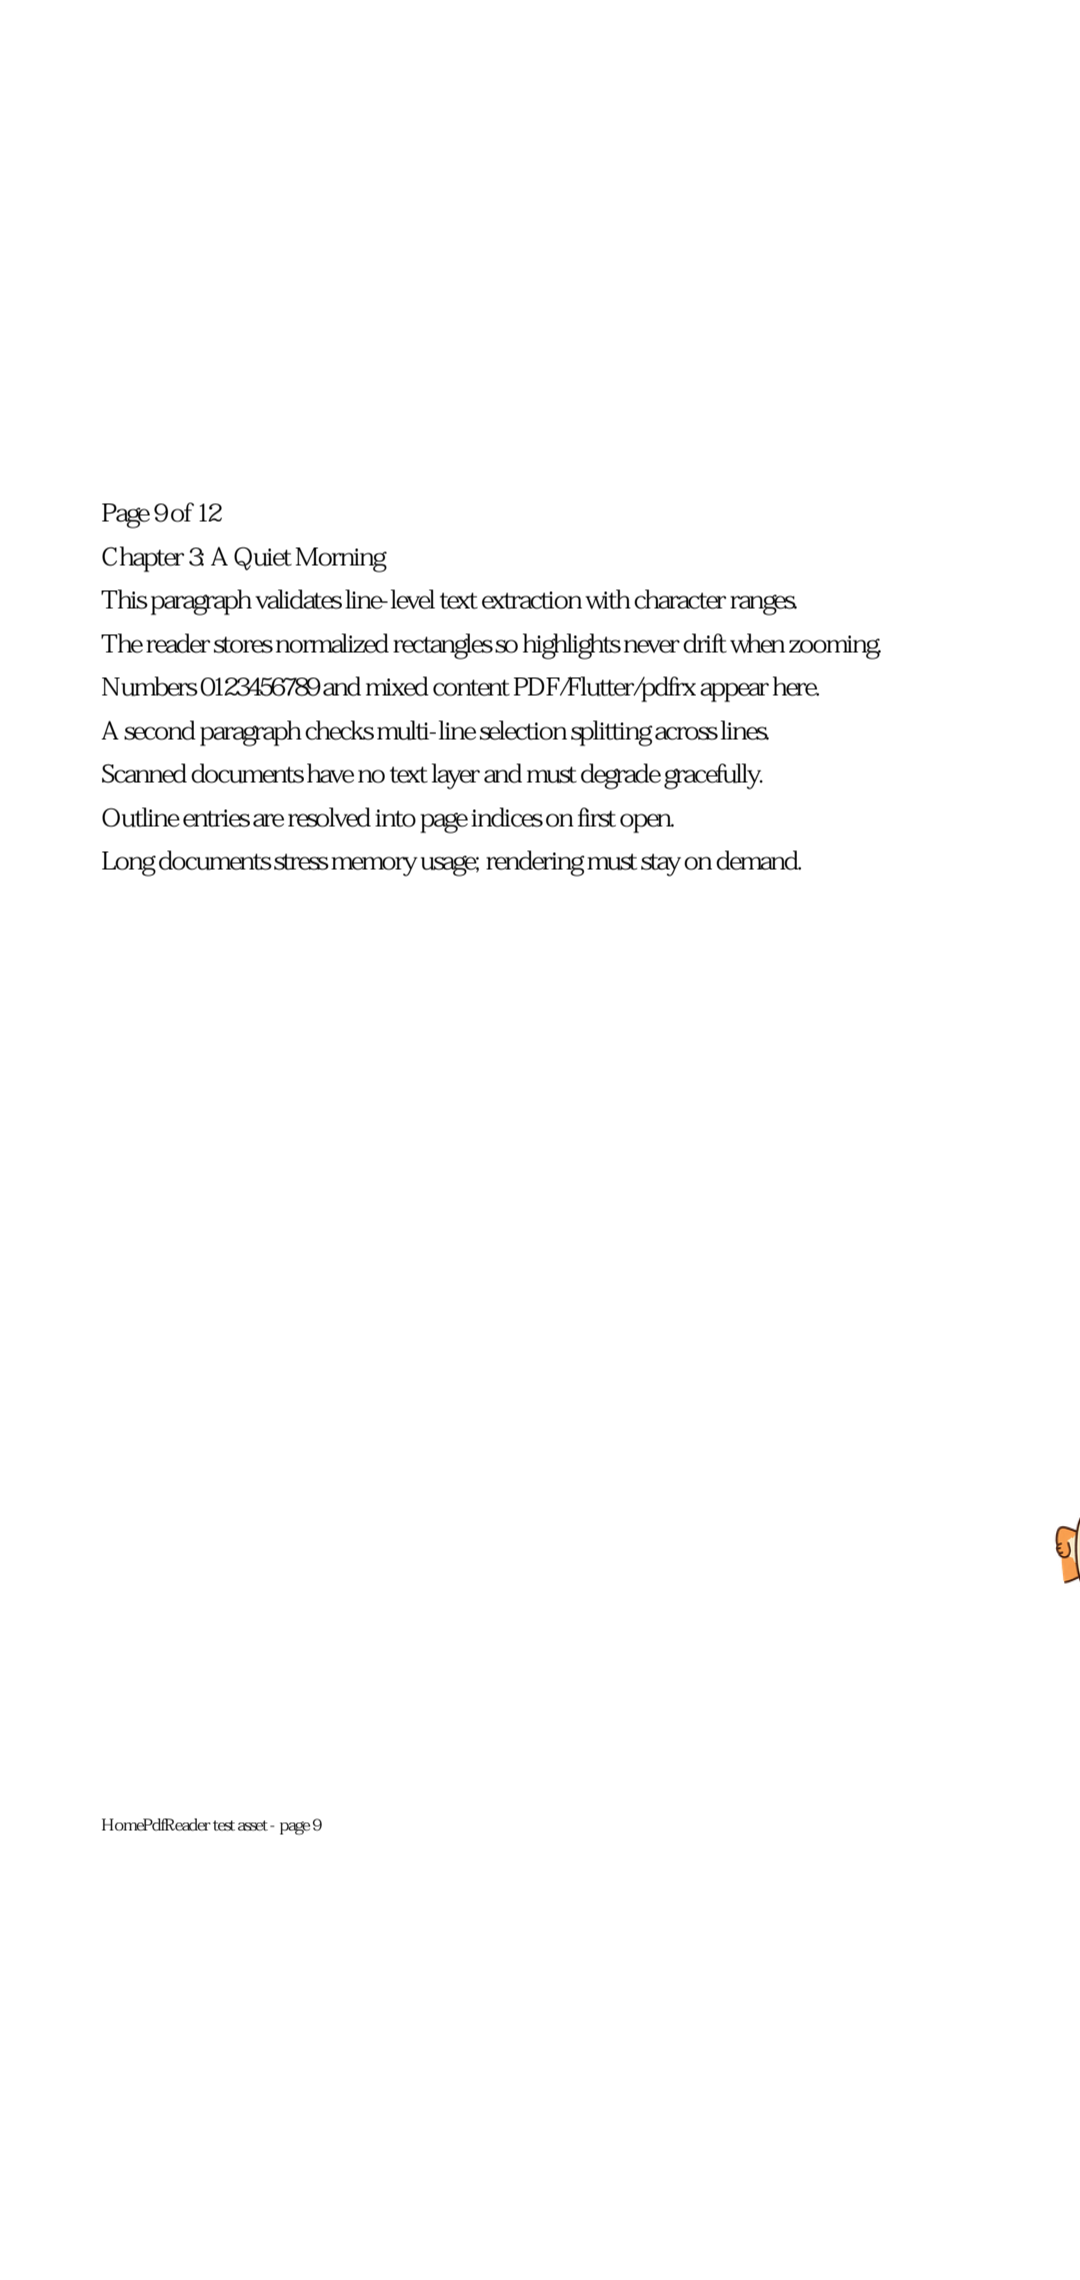 Page 9 of 12
Chapter 3: A Quiet Morning
This paragraph validates line-level text extraction with character ranges.
The reader stores normalized rectangles so highlights never drift when zooming.
Numbers 0123456789 and mixed content PDF/Flutter/pdfrx appear here.
A second paragraph checks multi-line selection splitting across lines.
Scanned documents have no text layer and must degrade gracefully.
Outline entries are resolved into page indices on first open.
Long documents stress memory usage; rendering must stay on demand.
HomePdfReader test asset - page 9